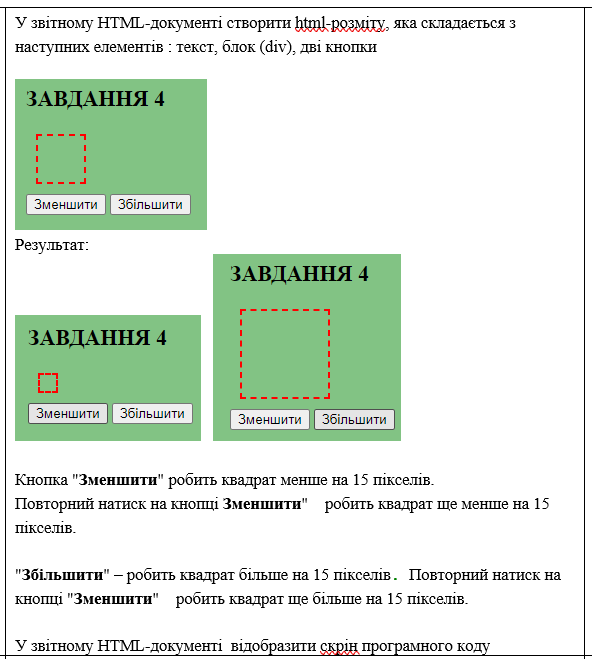 У звітному HTML-документі створити html-розміту, яка складається з
наступних елементів : текст, блок (div), дві кнопки
ЗАВДАННЯ 4
Зменшити Збільшити
Результат:
ЗАВДАННЯ 4
Зменшити Збільшити
ЗАВДАННЯ 4
Зменшити Збільшити
Кнопка "Зменшити" робить квадрат менше на 15 пікселів.
Повторний натиск на кнопці Зменшити" робить квадрат ще менше на 15
пікселів.
"Збільшити" – робить квадрат більше на 15 пікселів. Повторний натиск на
кнопці "Зменшити" робить квадрат ще більше на 15 пікселів.
У звітному HTML-документі відобразити скрін програмного коду